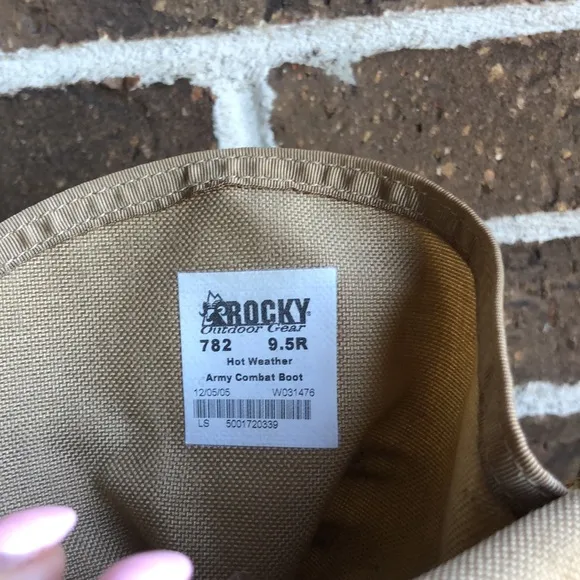 ROCKY®
Outdoor Gear
782 9.5R
Hot Weather
Army Combat Boot
12/05/05 W031476
LS 5001720339